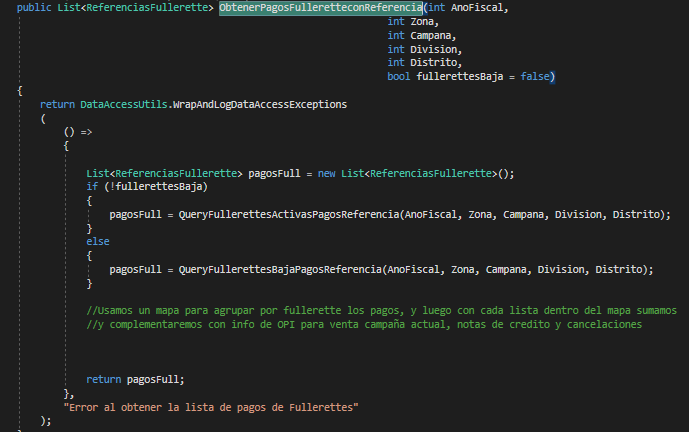 public List<ReferenciasFullerette> ObtenerPagosFulleretteconReferencia(int AnoFiscal,
int Zona,
int Campana,
int Division,
int Distrito,
bool fullerettesBaja = false)
{
return DataAccessUtils.WrapAndLogDataAccessExceptions
(
() =>
{
List<ReferenciasFullerette> pagosFull = new List<ReferenciasFullerette>();
if (!fullerettesBaja)
{
pagosFull = QueryFullerettesActivasPagosReferencia(AnoFiscal, Zona, Campana, Division, Distrito);
}
else
{
pagosFull = QueryFullerettesBajaPagosReferencia(AnoFiscal, Zona, Campana, Division, Distrito);
}
//Usamos un mapa para agrupar por fullerette los pagos, y luego con cada lista dentro del mapa sumamos
//y complementaremos con info de OPI para venta campaña actual, notas de credito y cancelaciones
return pagosFull;
},
"Error al obtener la lista de pagos de Fullerettes"
);